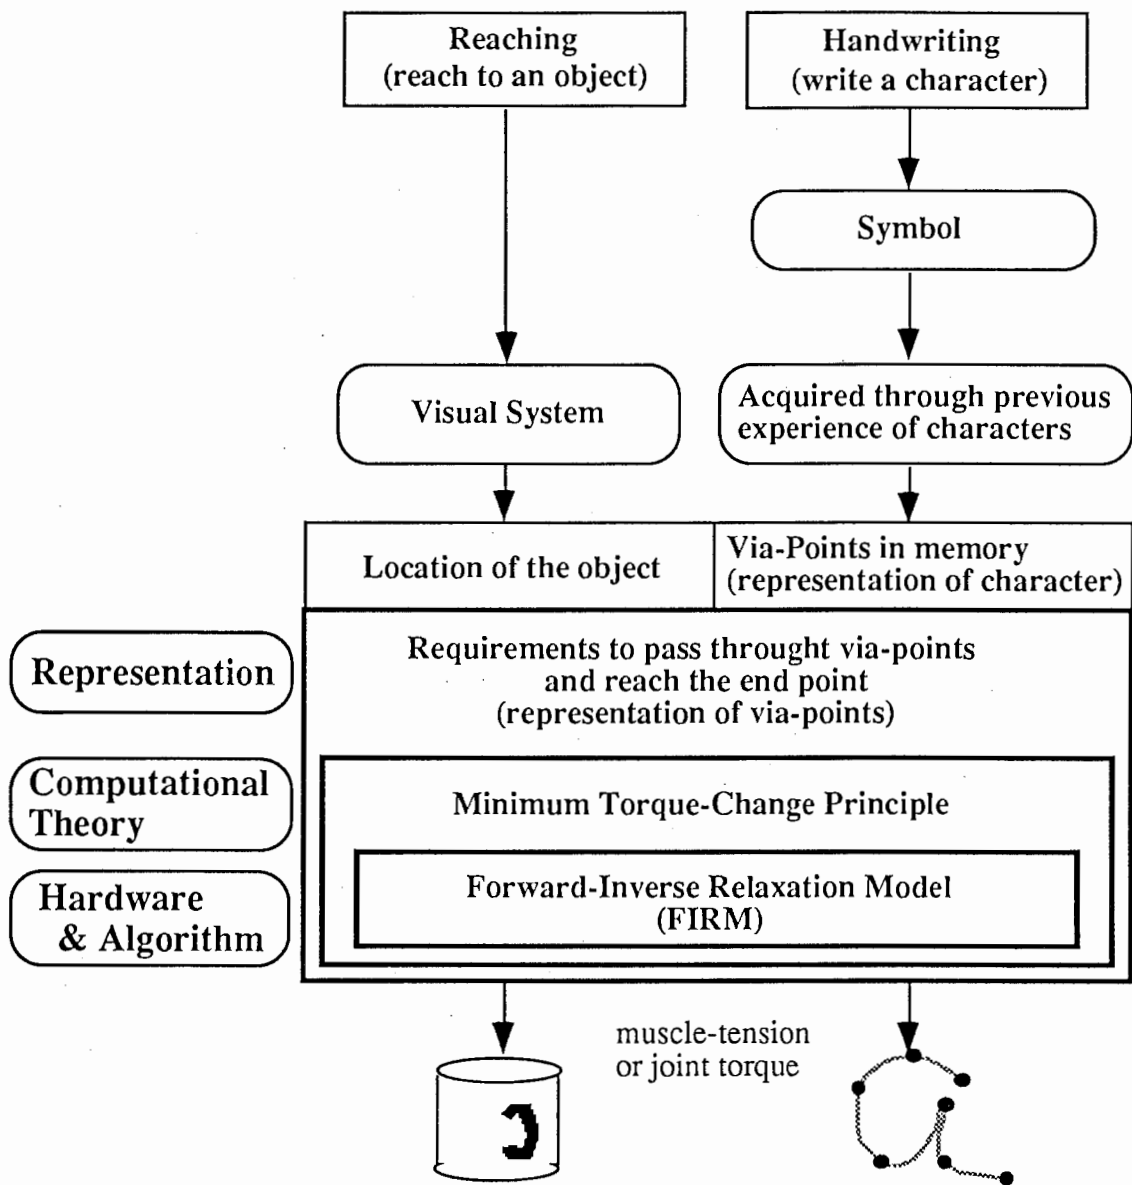 Reaching
(reach to an object)
Handwriting
(write a character)
Symbol
Visual System
Acquired through previous
experience of characters
Location of the object
Via-Points in memory
(representation of character)
Representation
Requirements to pass throught via-points
and reach the end point
(representation of via-points)
Computational
Theory
Minimum Torque-Change Principle
Hardware
& Algorithm
Forward-Inverse Relaxation Model
(FIRM)
muscle-tension
or joint torque